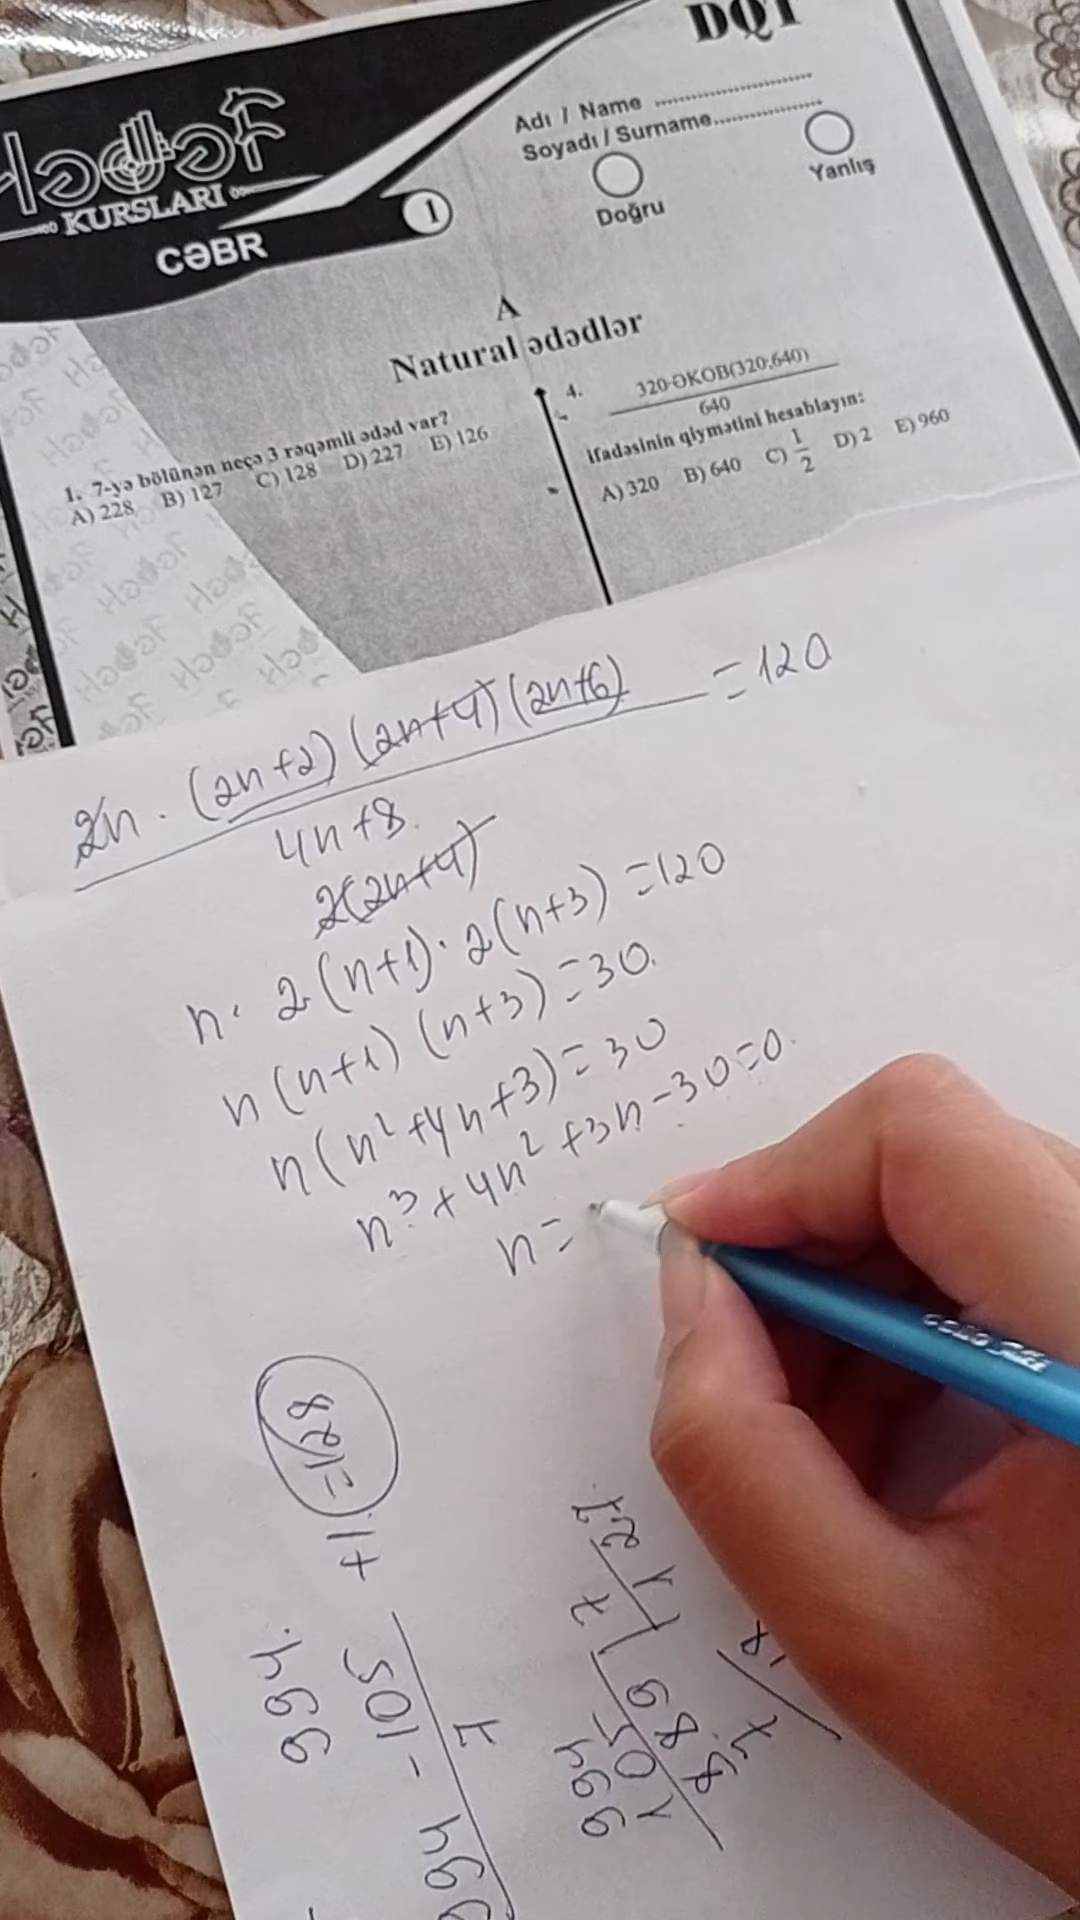 DQT
Hədəf
KURSLARI
CƏBR
1
Adı / Name
Soyadı / Surname
Doğru
Yanlış
A
Natural ədədlər
1. 7-yə bölünən neçə 3 rəqəmli ədəd var?
A) 228 B) 127 C) 128 D) 227 E) 126
4. 320·ƏKOB(320;640)
640
ifadəsinin qiymətini hesablayın:
A) 320 B) 640 C) 1/2 D) 2 E) 960
2n · (2n+2) (2n+4) (2n+6) = 120
4n+8
2(2n+4)
n · 2(n+1) · 2(n+3) = 120
n(n+1) (n+3) = 30.
n(n²+4n+3) = 30
n³+4n²+3n-30=0.
n=
994 - 105
7
+1 = 128
994.
994
105